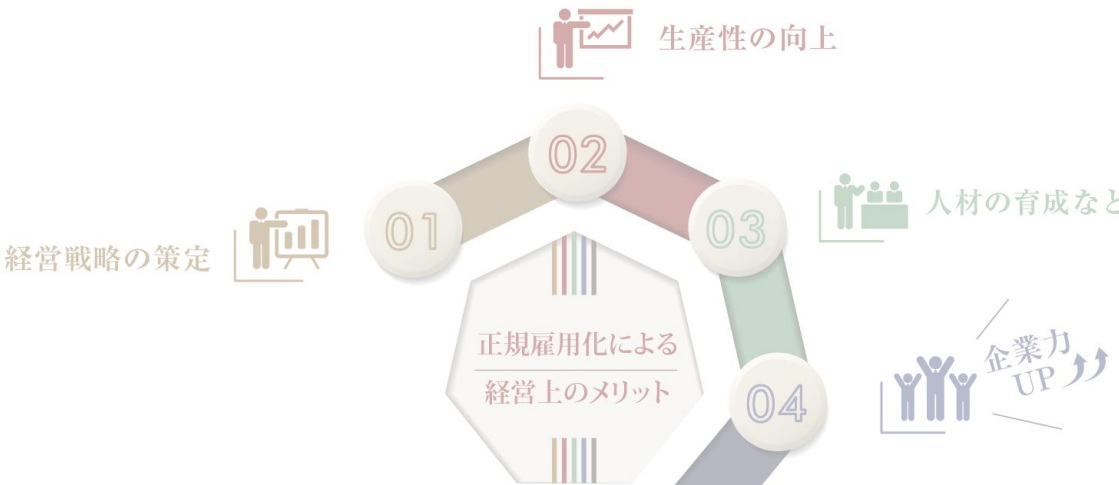 生産性の向上
02
01
03
人材の育成など
経営戦略の策定
正規雇用化による
経営上のメリット
04
企業力
UP